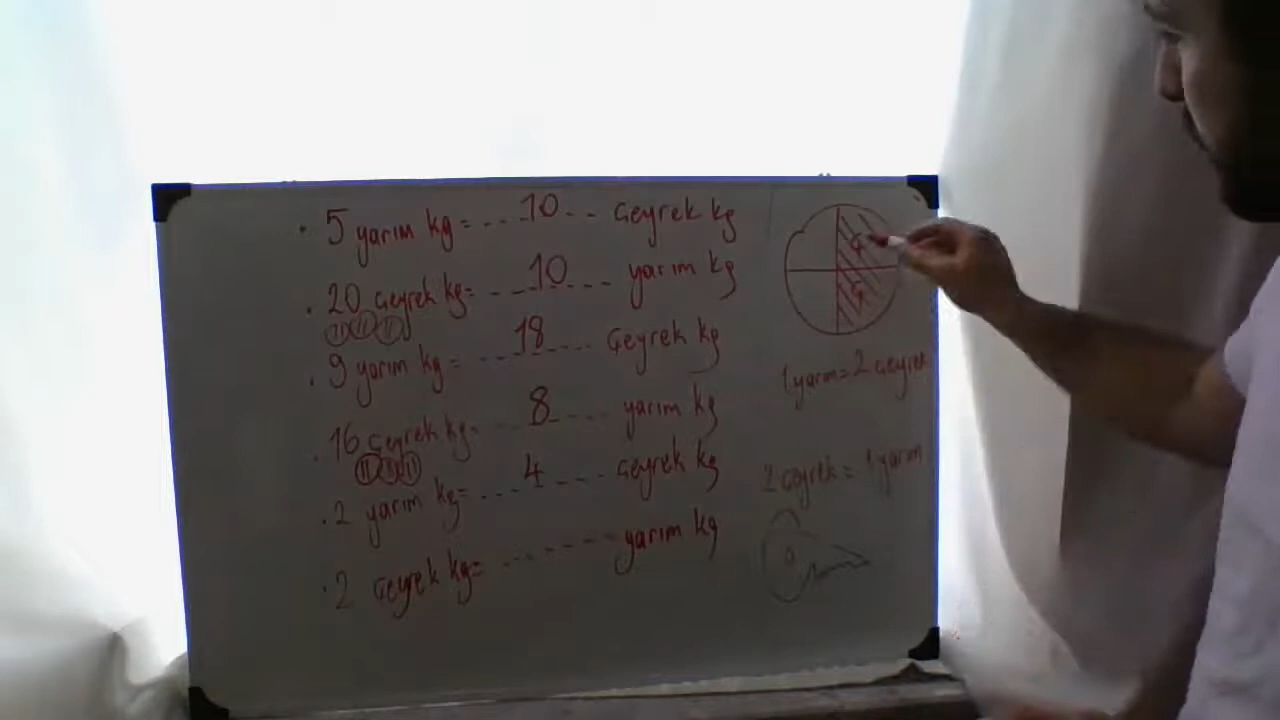 . 5 yarım kg= ... 10 ... Çeyrek kg
. 20 Çeyrek kg= ... 10 ... yarım kg
. 9 yarım kg= ... 18 ... Çeyrek kg
. 16 Çeyrek kg= ... 8 ... yarım kg
. 2 yarım kg= ... 4 ... Çeyrek kg
. 2 Çeyrek kg= ...... yarım kg
Ç
Ç
1 yarım=2 Çeyrek
2 Çeyrek = 1 yarım